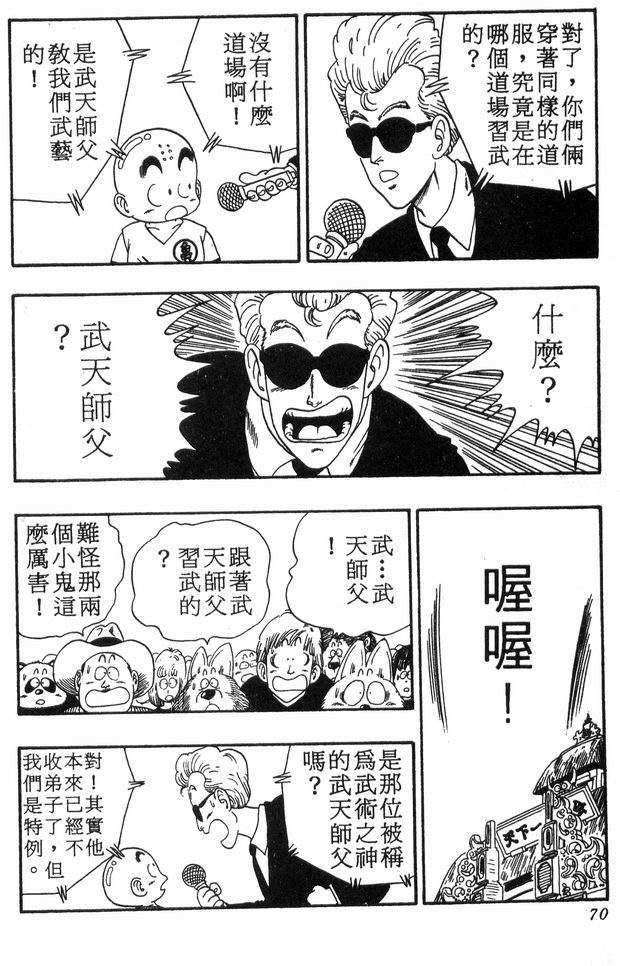 對了，你們倆
穿著同樣的道
服，究竟是在
哪個道場習武
的？
沒有什麼
道場啊！
是武天師父
教我們武藝
的！
龜
什麼？
武天師父
？
喔喔！
天下一
武…武
天師父
！
跟著武
天師父
習武的
？
難怪那兩
個小鬼這
麼厲害！
是那位被稱
為武術之神
的武天師父
嗎？
對！其實他
本來已經不
收弟子了，但
我們是特例。
70